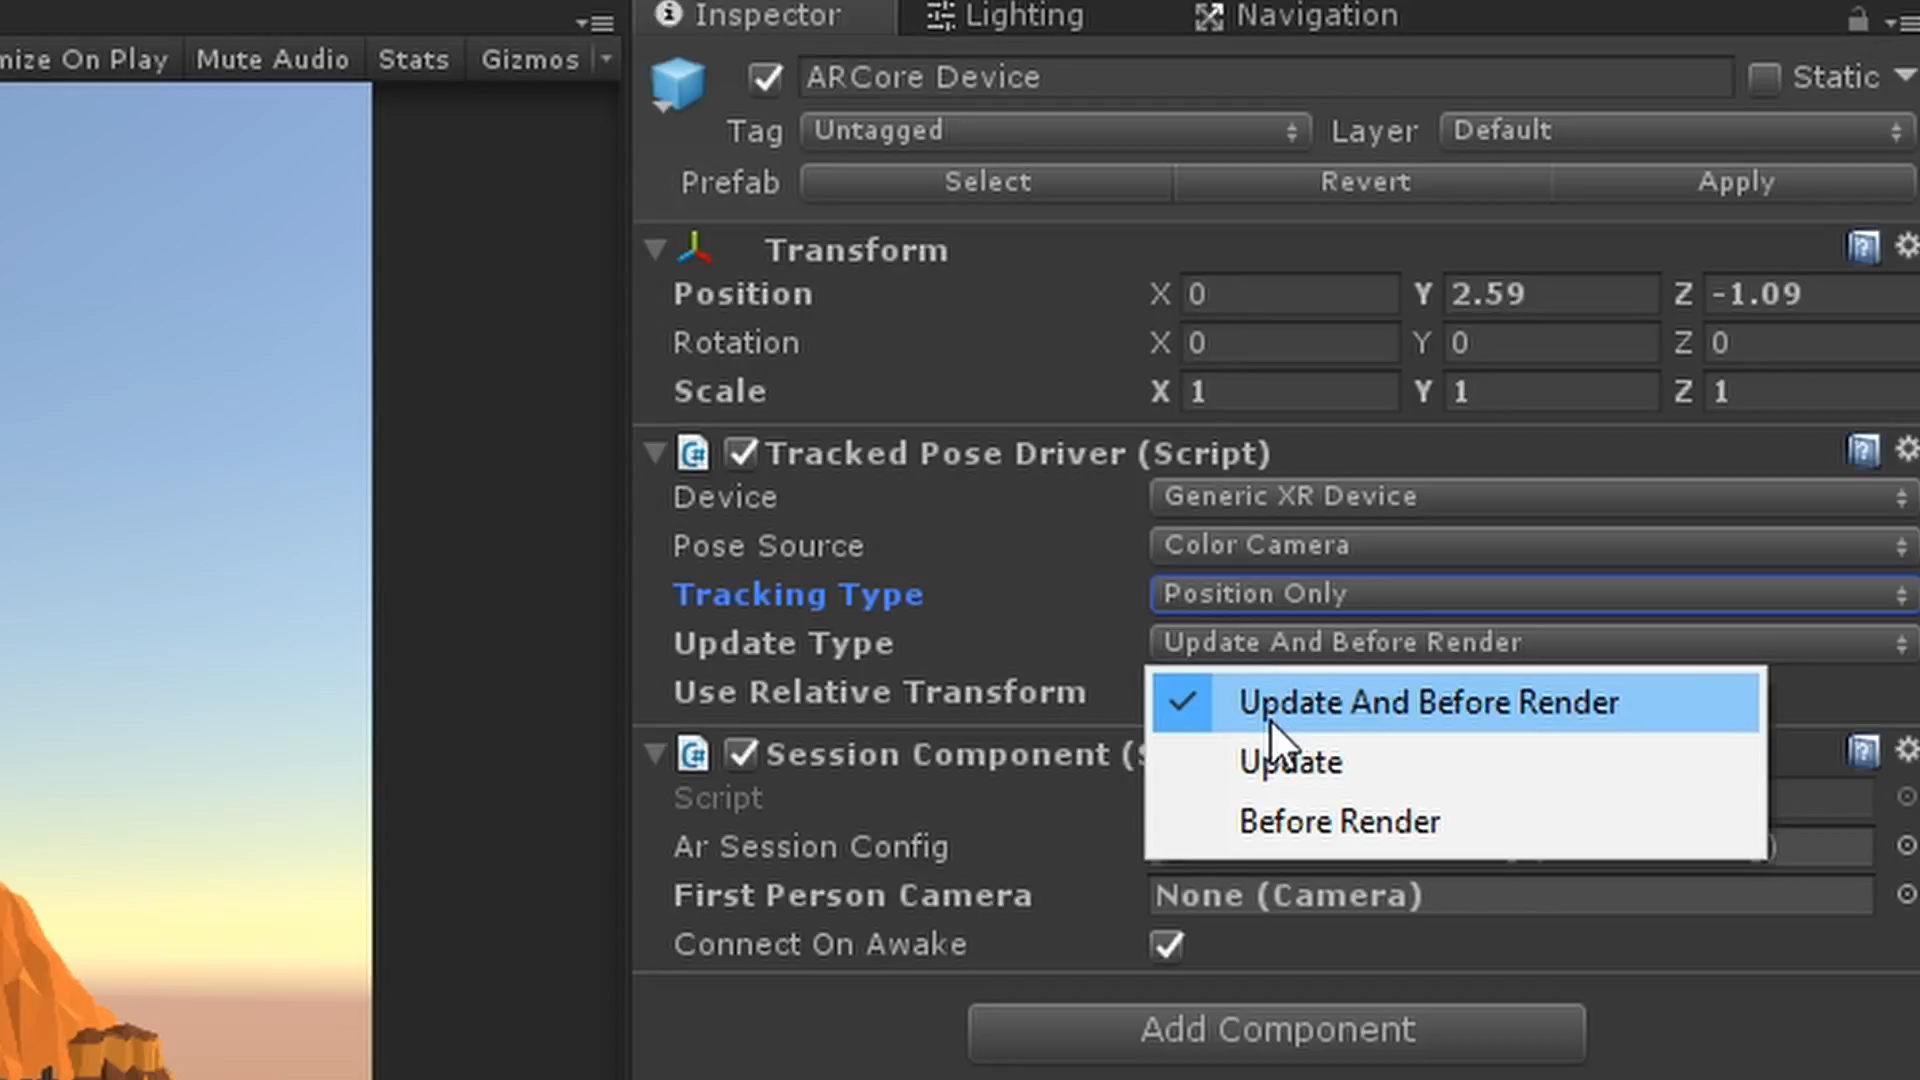 Inspector Lighting Navigation
mize On Play Mute Audio Stats Gizmos
ARCore Device Static
Tag Untagged Layer Default
Prefab Select Revert Apply
Transform
Position X 0 Y 2.59 Z -1.09
Rotation X 0 Y 0 Z 0
Scale X 1 Y 1 Z 1
Tracked Pose Driver (Script)
Device Generic XR Device
Pose Source Color Camera
Tracking Type Position Only
Update Type Update And Before Render
Use Relative Transform
Update And Before Render
Update
Before Render
Session Component (
Script
Ar Session Config
First Person Camera None (Camera)
Connect On Awake
Add Component